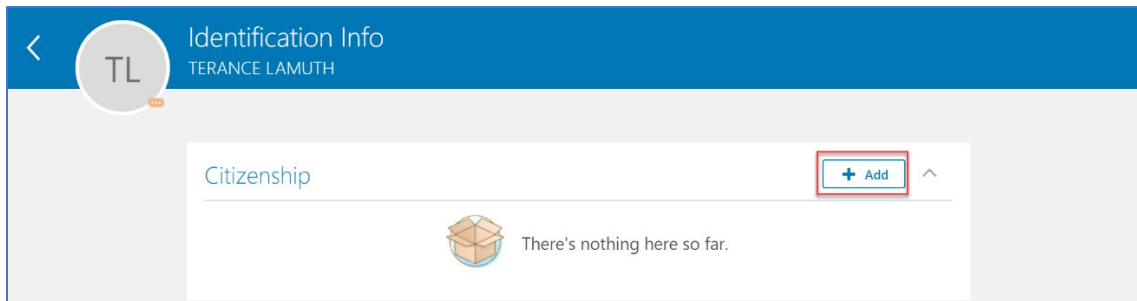 Identification Info
TL
TERANCE LAMUTH
Citizenship
+ Add
There's nothing here so far.